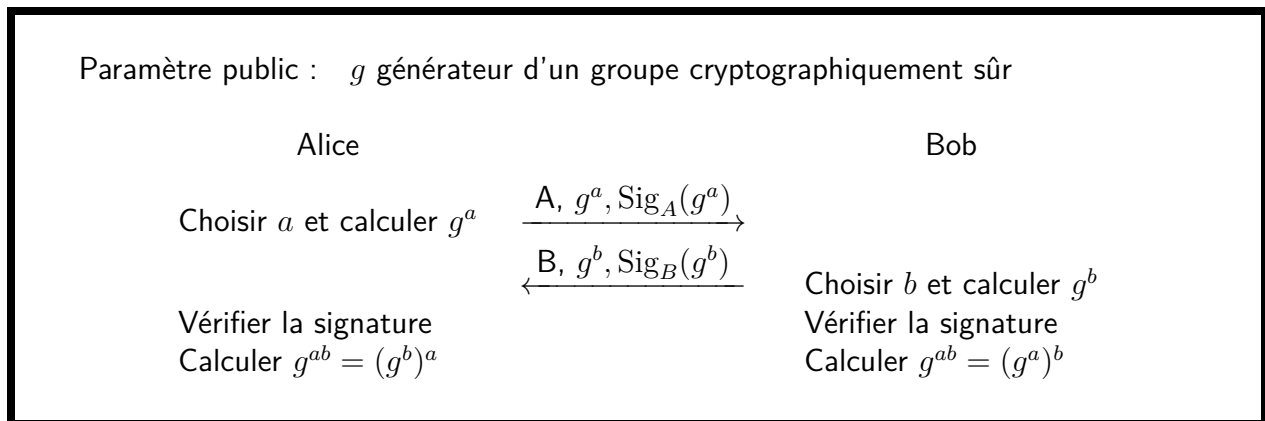 Paramètre public :   g générateur d'un groupe cryptographiquement sûr
Alice    Bob
A, g^a, Sig_A(g^a)
Choisir a et calculer g^a
B, g^b, Sig_B(g^b)
Choisir b et calculer g^b
Vérifier la signature    Vérifier la signature
Calculer g^{ab} = (g^b)^a    Calculer g^{ab} = (g^a)^b